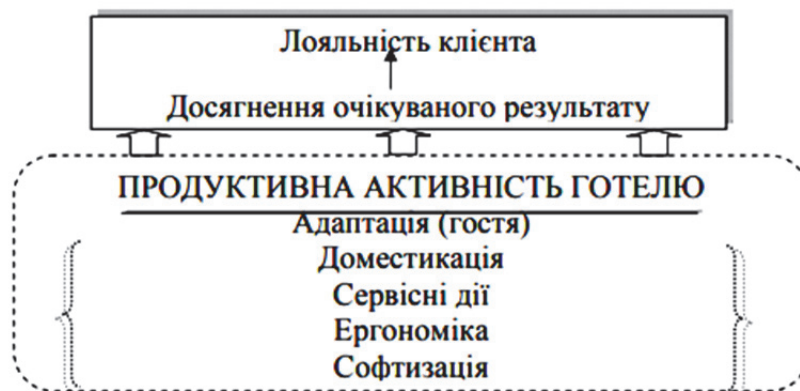 Лояльність клієнта
Досягнення очікуваного результату
ПРОДУКТИВНА АКТИВНІСТЬ ГОТЕЛЮ
Адаптація (гостя)
Доместикація
Сервісні дії
Ергономіка
Софтизація